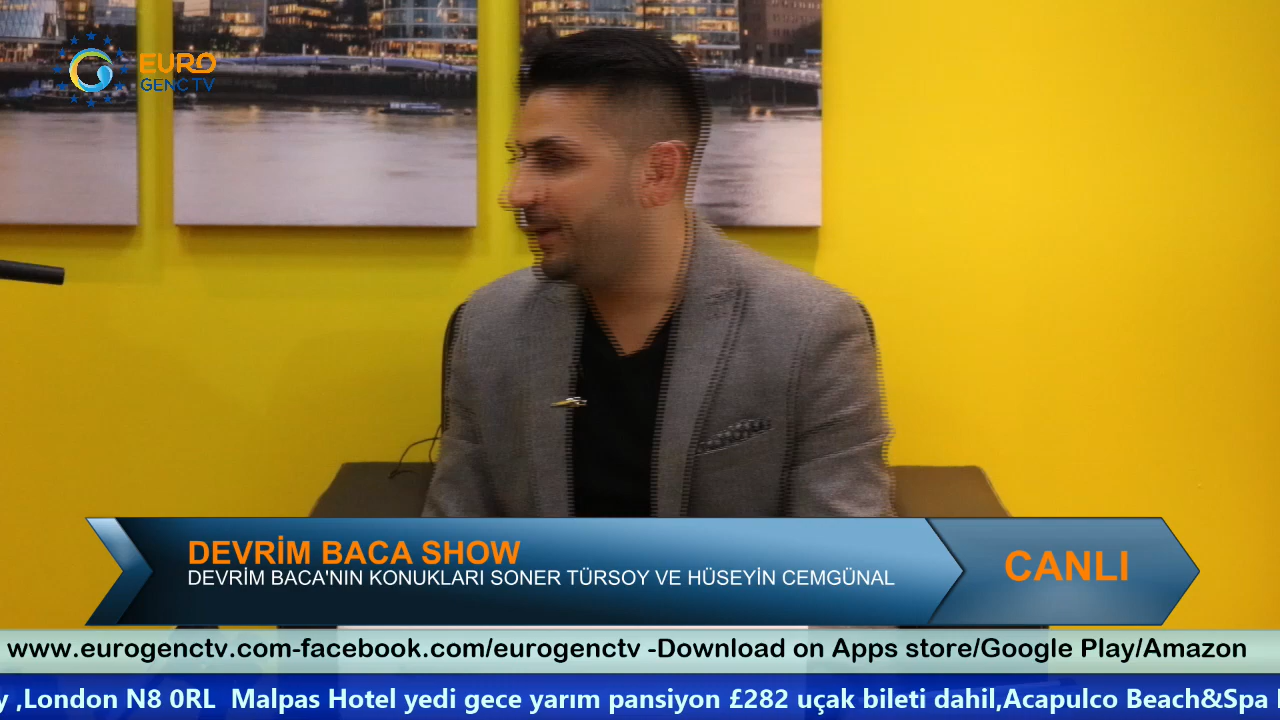 EURO
GENC TV
DEVRİM BACA SHOW
DEVRİM BACA'NIN KONUKLARI SONER TÜRSOY VE HÜSEYİN CEMGÜNAL
CANLI
www.eurogenctv.com-facebook.com/eurogenctv -Download on Apps store/Google Play/Amazon
,London N8 0RL Malpas Hotel yedi gece yarım pansiyon £282 uçak bileti dahil,Acapulco Beach&Spa